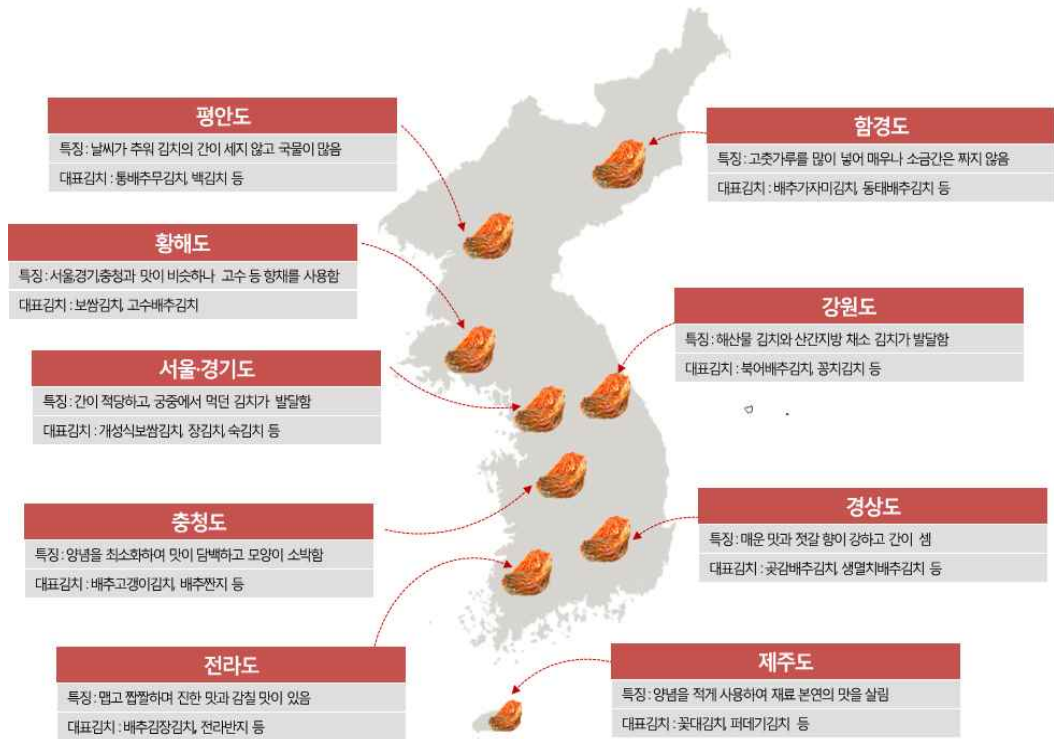 평안도
특징 : 날씨가 추워 김치의 간이 세지 않고 국물이 많음
대표김치 : 통배추무김치, 백김치 등
함경도
특징 : 고춧가루를 많이 넣어 매우나 소금간은 짜지 않음
대표김치 : 배추가자미김치, 동태배추김치 등
황해도
특징 : 서울,경기,충청과 맛이 비슷하나 고수 등 향채를 사용함
대표김치 : 보쌈김치, 고수배추김치
강원도
특징 : 해산물 김치와 산간지방 채소 김치가 발달함
대표김치 : 북어배추김치, 꽁치김치 등
서울·경기도
특징 : 간이 적당하고, 궁중에서 먹던 김치가 발달함
대표김치 : 개성식보쌈김치, 장김치, 숙김치 등
충청도
특징 : 양념을 최소화하여 맛이 담백하고 모양이 소박함
대표김치 : 배추고갱이김치, 배추짠지 등
경상도
특징 : 매운 맛과 젓갈 향이 강하고 간이 셈
대표김치 : 곶감배추김치, 생멸치배추김치 등
전라도
특징 : 맵고 짭짤하며 진한 맛과 감칠 맛이 있음
대표김치 : 배추김장김치, 전라반지 등
제주도
특징 : 양념을 적게 사용하여 재료 본연의 맛을 살림
대표김치 : 꽃대김치, 퍼데기김치 등